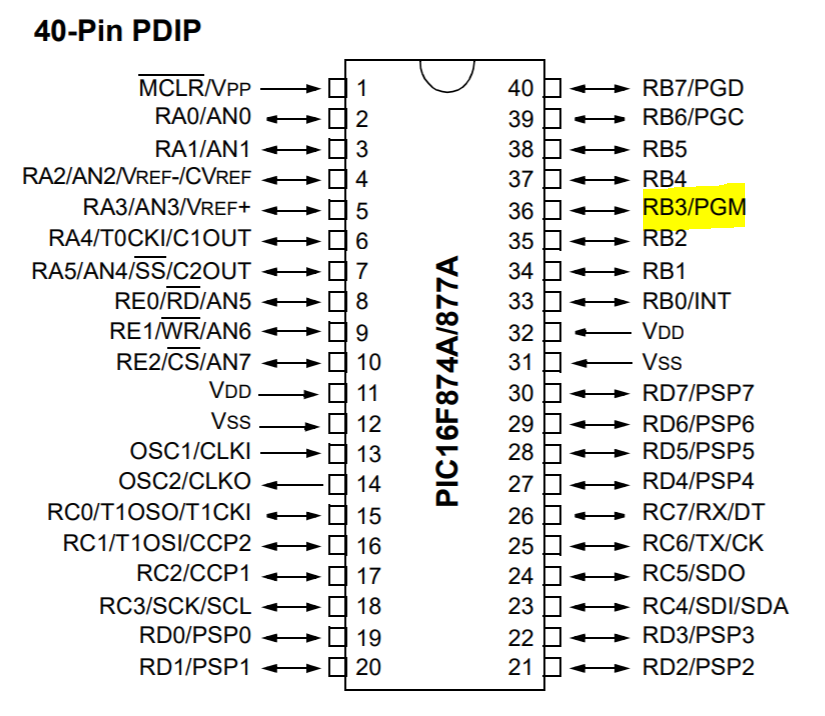 40-Pin PDIP
MCLR/VPP 1 40 RB7/PGD
RA0/AN0 2 39 RB6/PGC
RA1/AN1 3 38 RB5
RA2/AN2/VREF-/CVREF 4 37 RB4
RA3/AN3/VREF+ 5 36 RB3/PGM
RA4/T0CKI/C1OUT 6 35 RB2
RA5/AN4/SS/C2OUT 7 34 RB1
RE0/RD/AN5 8 33 RB0/INT
RE1/WR/AN6 9 32 VDD
RE2/CS/AN7 10 31 VSS
VDD 11 30 RD7/PSP7
VSS 12 29 RD6/PSP6
OSC1/CLKI 13 28 RD5/PSP5
OSC2/CLKO 14 27 RD4/PSP4
RC0/T1OSO/T1CKI 15 26 RC7/RX/DT
RC1/T1OSI/CCP2 16 25 RC6/TX/CK
RC2/CCP1 17 24 RC5/SDO
RC3/SCK/SCL 18 23 RC4/SDI/SDA
RD0/PSP0 19 22 RD3/PSP3
RD1/PSP1 20 21 RD2/PSP2
PIC16F874A/877A